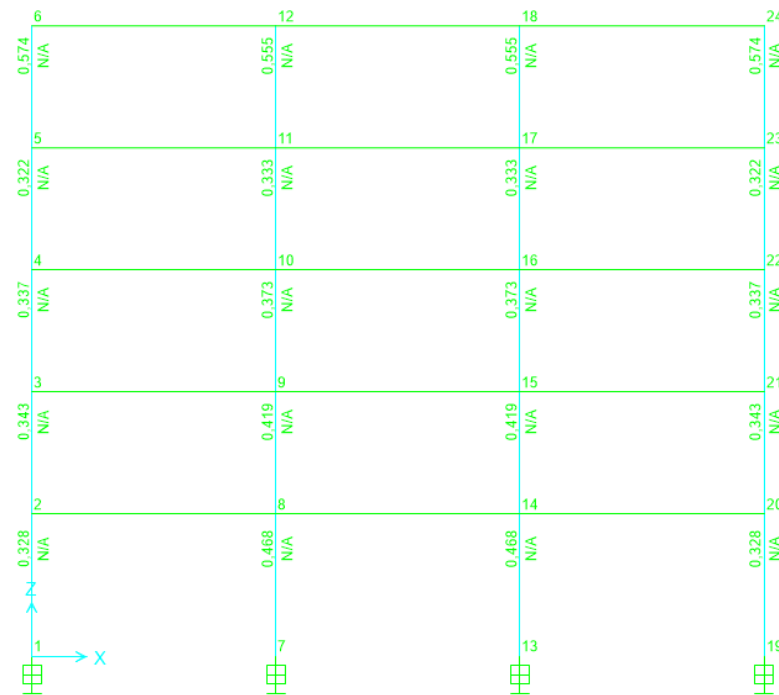 6 12 18 24
0,574 N/A 0,555 N/A 0,555 N/A 0,574 N/A
5 11 17 23
0,322 N/A 0,333 N/A 0,333 N/A 0,322 N/A
4 10 16 22
0,337 N/A 0,373 N/A 0,373 N/A 0,337 N/A
3 9 15 21
0,343 N/A 0,419 N/A 0,419 N/A 0,343 N/A
2 8 14 20
0,328 N/A 0,468 N/A 0,468 N/A 0,328 N/A
Z
1 7 13 19
X